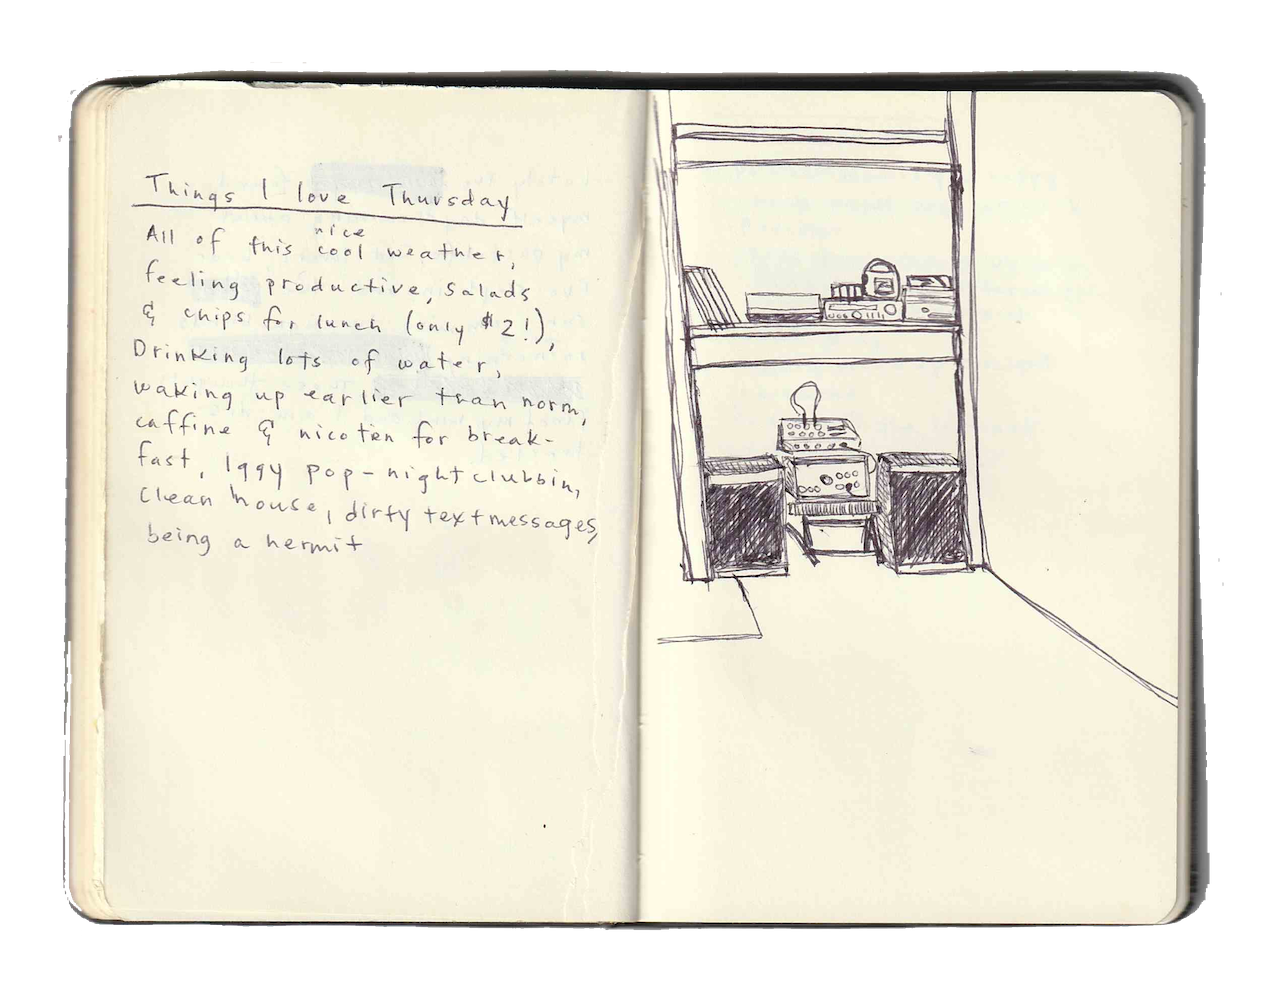 Things I love Thursday
All of this nice cool weather,
feeling productive, salads
& chips for lunch (only $2!),
Drinking lots of water,
waking up earlier than norm,
caffine & nicoten for break-
fast, Iggy pop - night clubbin,
clean house, dirty text messages,
being a hermit